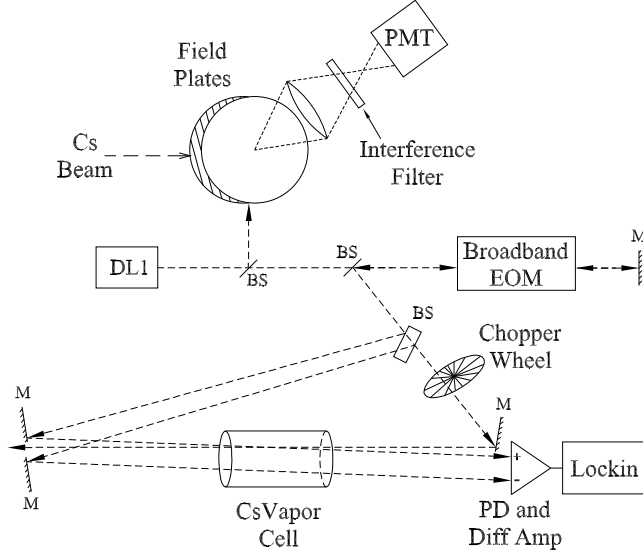 PMT
Field
Plates
Cs
Beam
Interference
Filter
DL1
BS
BS
Broadband
EOM
M
BS
Chopper
Wheel
M
M
M
CsVapor
Cell
+
-
Lockin
PD and
Diff Amp